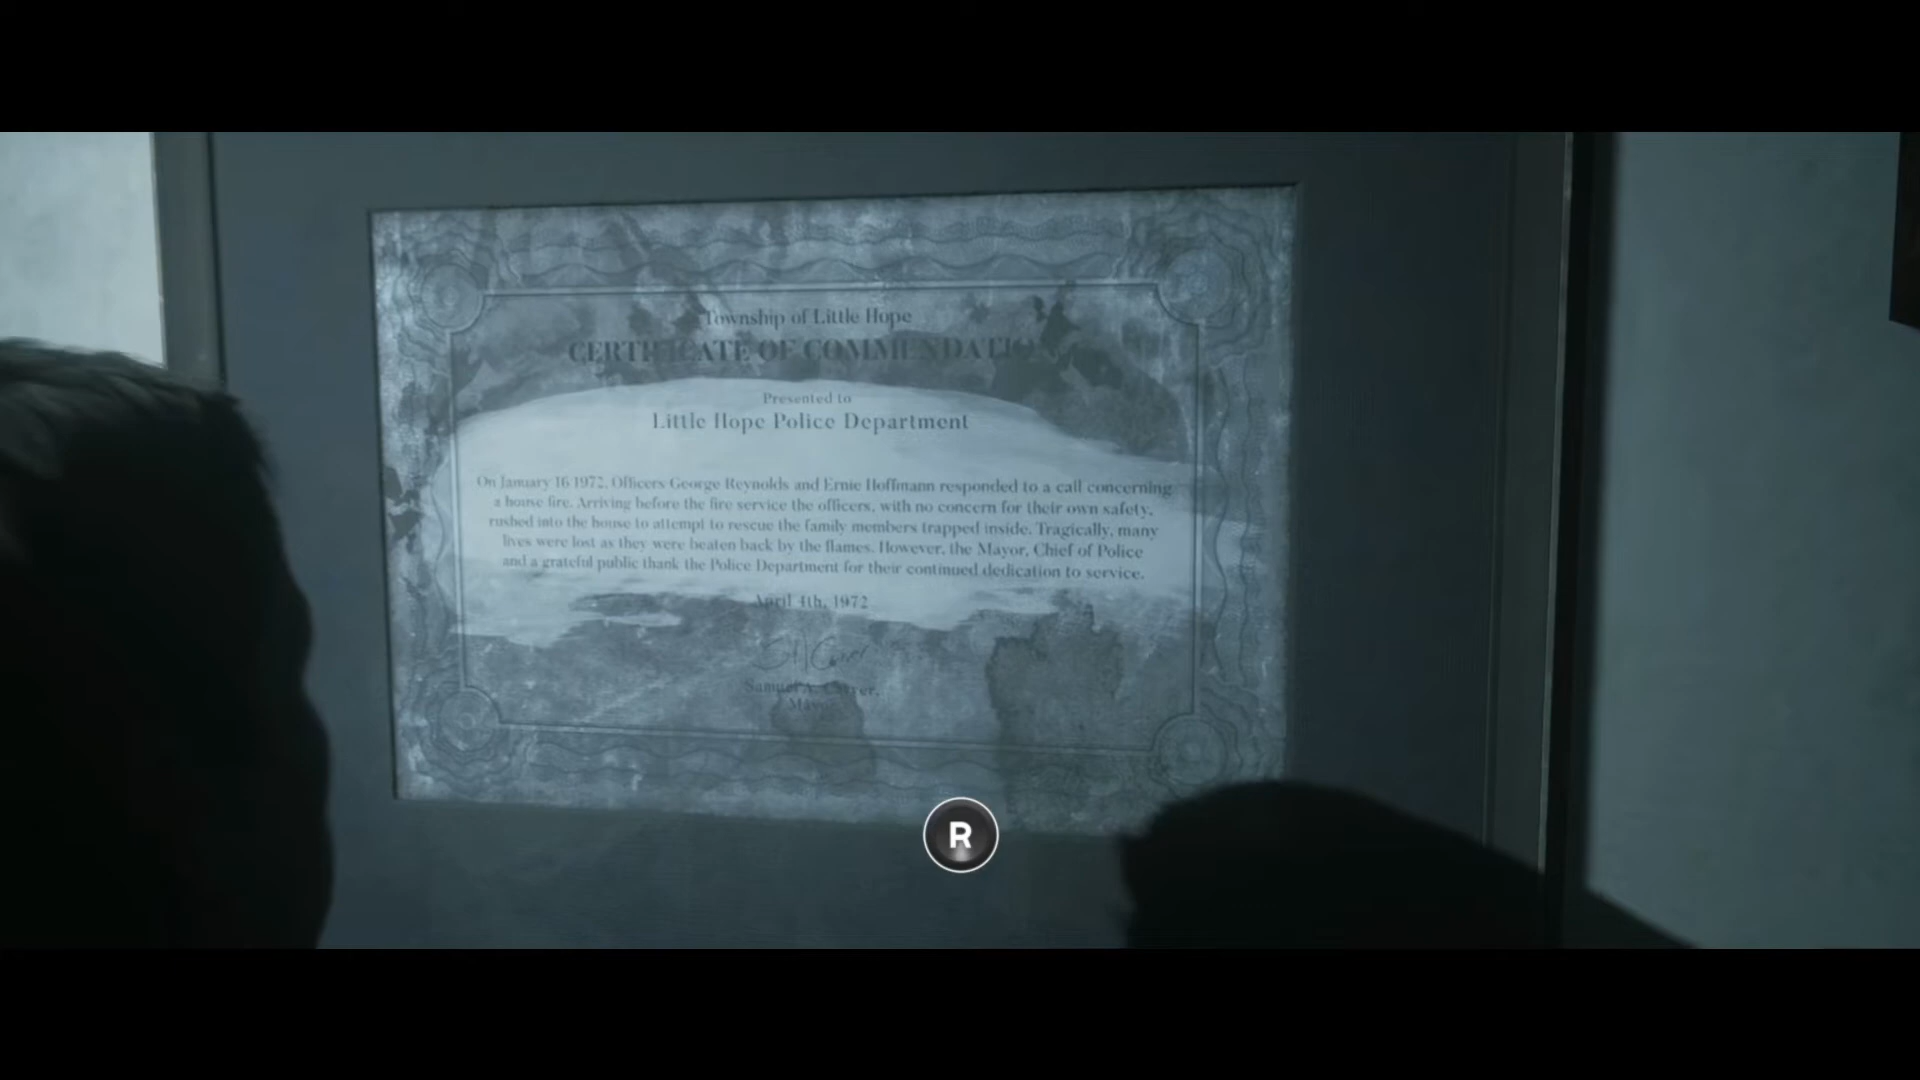 Township of Little Hope
CERTIFICATE OF COMMENDATIO
Presented to
Little Hope Police Department
On January 16 1972, Officers George Reynolds and Ernie Hoffmann responded to a call concerning
a house fire. Arriving before the fire service the officers, with no concern for their own safety,
rushed into the house to attempt to rescue the family members trapped inside. Tragically, many
lives were lost as they were beaten back by the flames. However, the Mayor, Chief of Police
and a grateful public thank the Police Department for their continued dedication to service.
April 4th, 1972
Samuel A.
R